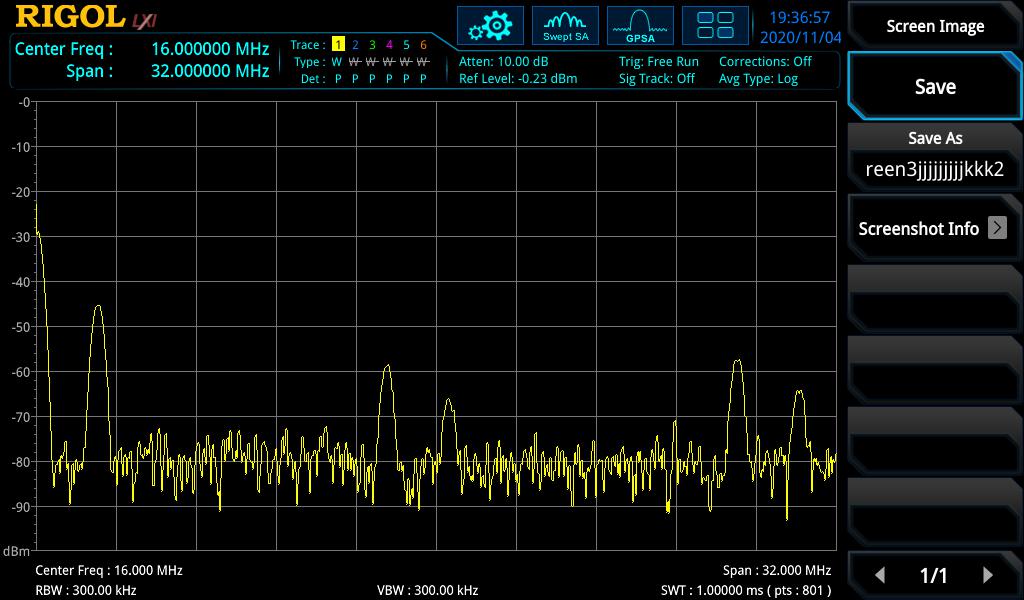 RIGOL LXI
Center Freq : 16.000000 MHz
Span : 32.000000 MHz
Trace : 1 2 3 4 5 6
Type : W W W W W W
Det : P P P P P P
Swept SA
GPSA
19:36:57
2020/11/04
Atten: 10.00 dB
Ref Level: -0.23 dBm
Trig: Free Run
Sig Track: Off
Corrections: Off
Avg Type: Log
Screen Image
Save
Save As
reen3jjjjjjjjjkkk2
Screenshot Info >
1/1
-0
-10
-20
-30
-40
-50
-60
-70
-80
-90
dBm
Center Freq : 16.000 MHz
Span : 32.000 MHz
RBW : 300.00 kHz
VBW : 300.00 kHz
SWT : 1.00000 ms ( pts : 801 )